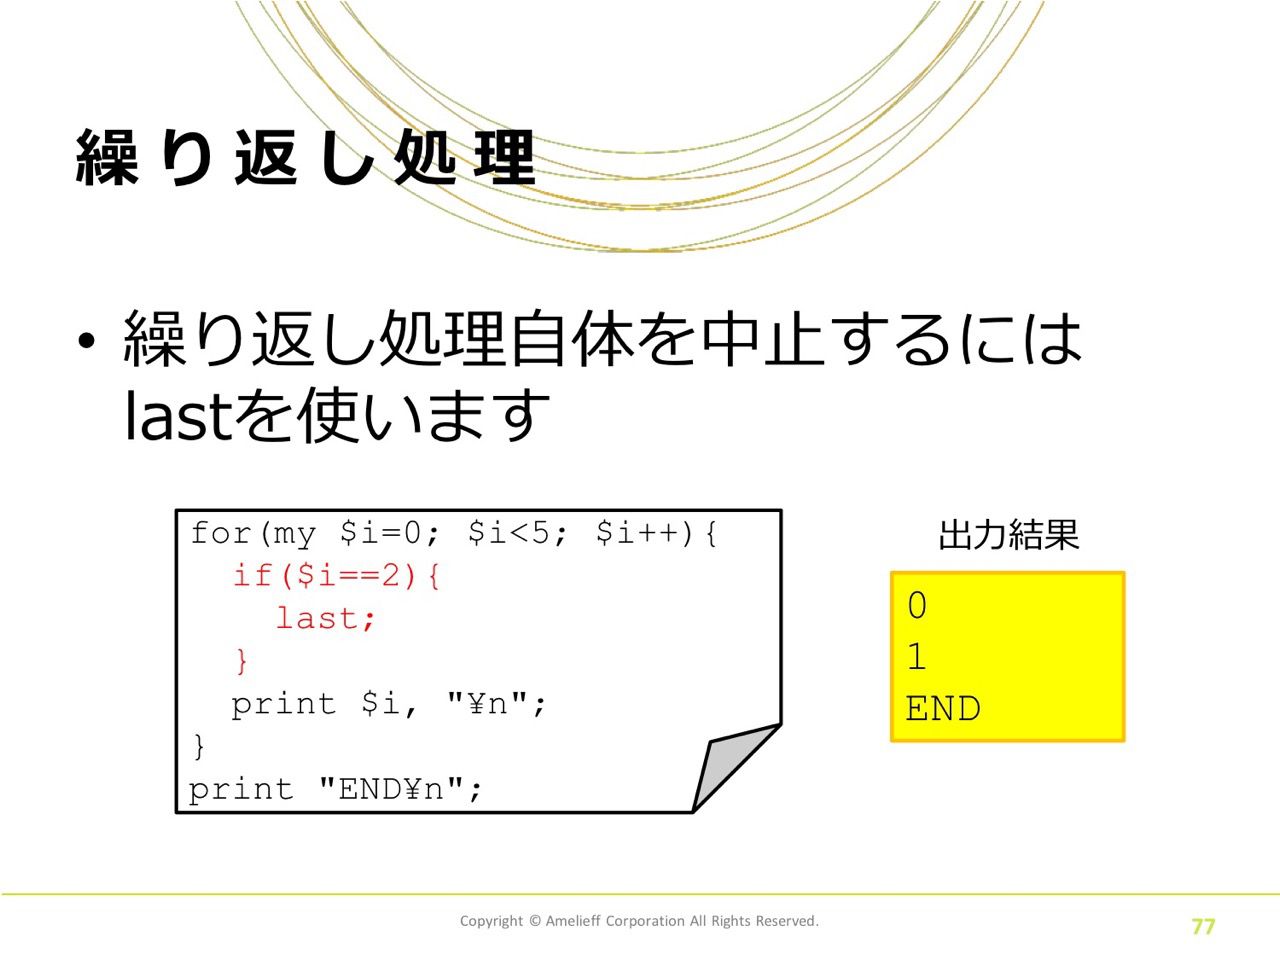 繰り返し処理
• 繰り返し処理自体を中止するには
lastを使います
for(my $i=0; $i<5; $i++){
  if($i==2){
    last;
  }
  print $i, "¥n";
}
print "END¥n";
出力結果
0
1
END
Copyright © Amelieff Corporation All Rights Reserved.
77